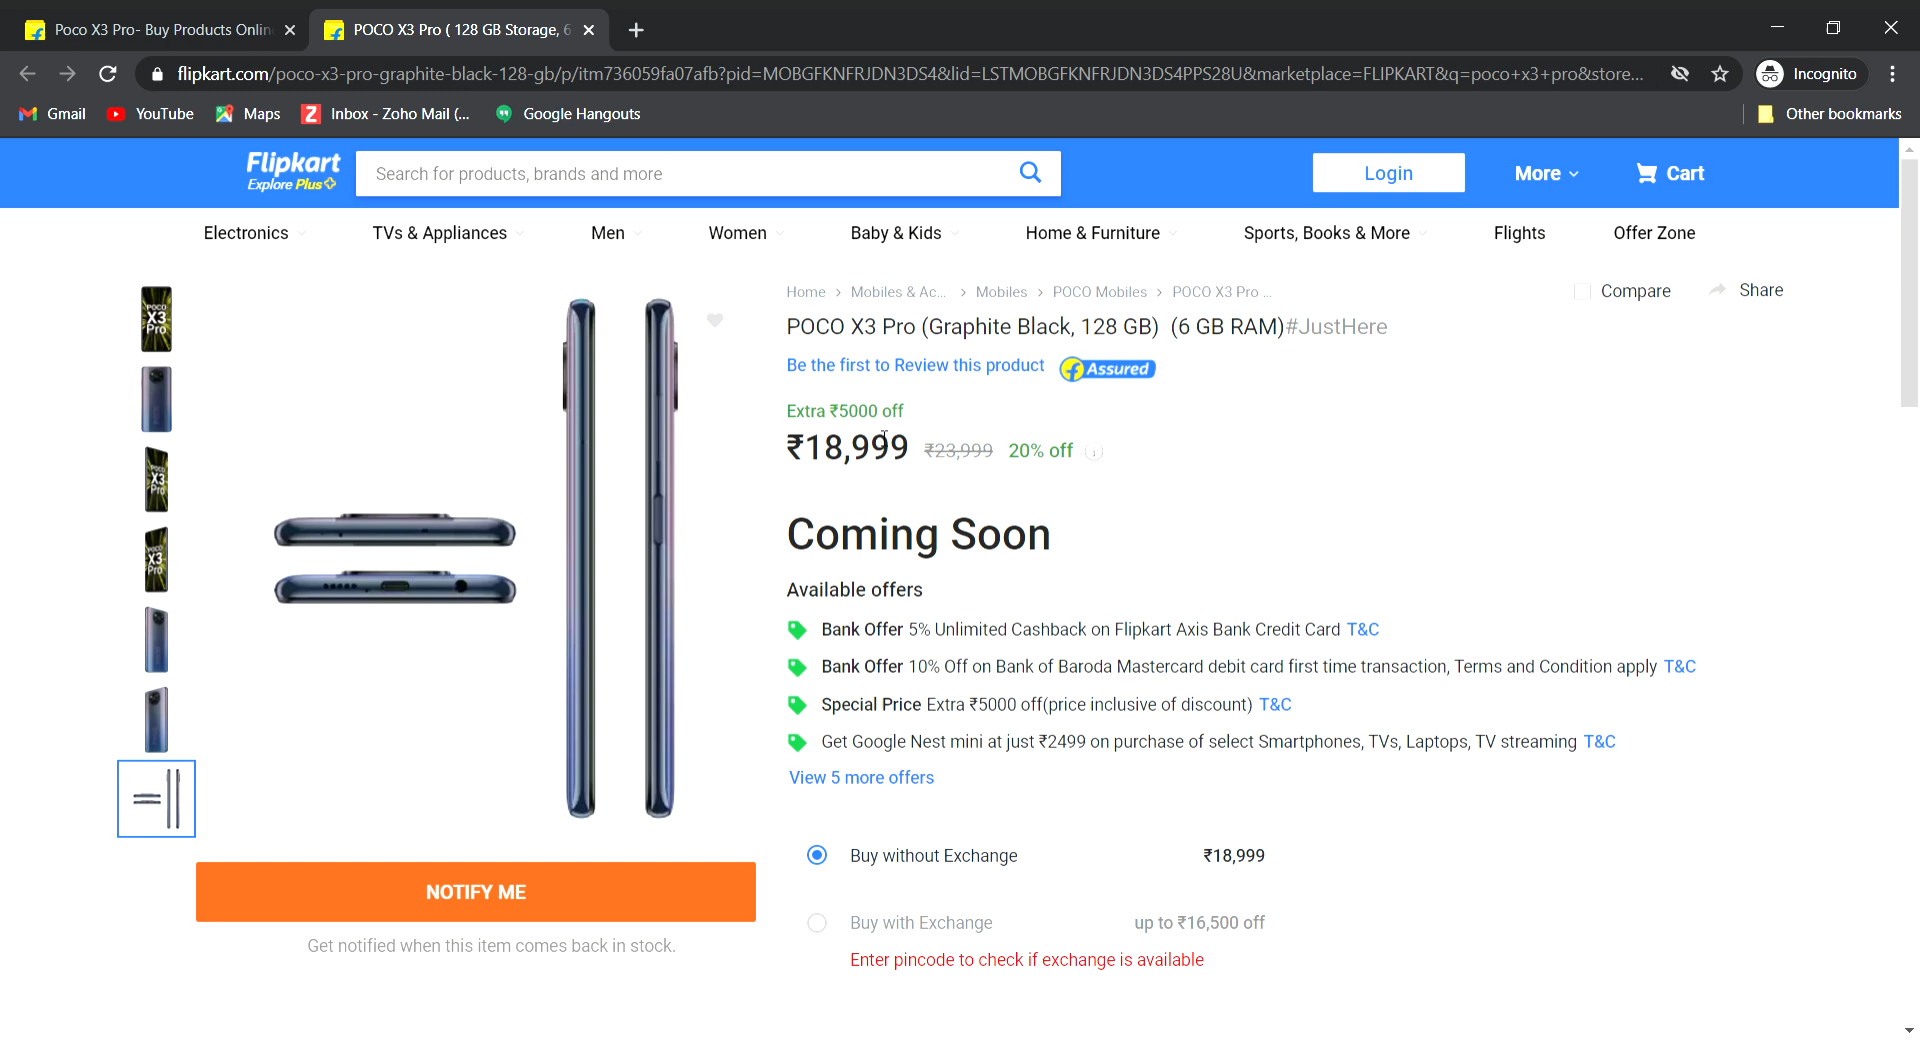 Poco X3 Pro- Buy Products Onlin
POCO X3 Pro ( 128 GB Storage, 6
flipkart.com/poco-x3-pro-graphite-black-128-gb/p/itm736059fa07afb?pid=MOBGFKNFRJDN3DS4&lid=LSTMOBGFKNFRJDN3DS4PPS28U&marketplace=FLIPKART&q=poco+x3+pro&store...
Incognito
Gmail
YouTube
Maps
Inbox - Zoho Mail (...
Google Hangouts
Other bookmarks
Flipkart
Explore Plus
Search for products, brands and more
Login
More
Cart
Electronics
TVs & Appliances
Men
Women
Baby & Kids
Home & Furniture
Sports, Books & More
Flights
Offer Zone
POCO
X3
Pro
POCO
X3
Pro
POCO
X3
Pro
Home > Mobiles & Ac... > Mobiles > POCO Mobiles > POCO X3 Pro ...
Compare
Share
POCO X3 Pro (Graphite Black, 128 GB) (6 GB RAM)#JustHere
Be the first to Review this product
Assured
Extra ₹5000 off
₹18,999 ₹23,999 20% off
Coming Soon
Available offers
Bank Offer 5% Unlimited Cashback on Flipkart Axis Bank Credit Card T&C
Bank Offer 10% Off on Bank of Baroda Mastercard debit card first time transaction, Terms and Condition apply T&C
Special Price Extra ₹5000 off(price inclusive of discount) T&C
Get Google Nest mini at just ₹2499 on purchase of select Smartphones, TVs, Laptops, TV streaming T&C
View 5 more offers
Buy without Exchange ₹18,999
Buy with Exchange up to ₹16,500 off
Enter pincode to check if exchange is available
NOTIFY ME
Get notified when this item comes back in stock.